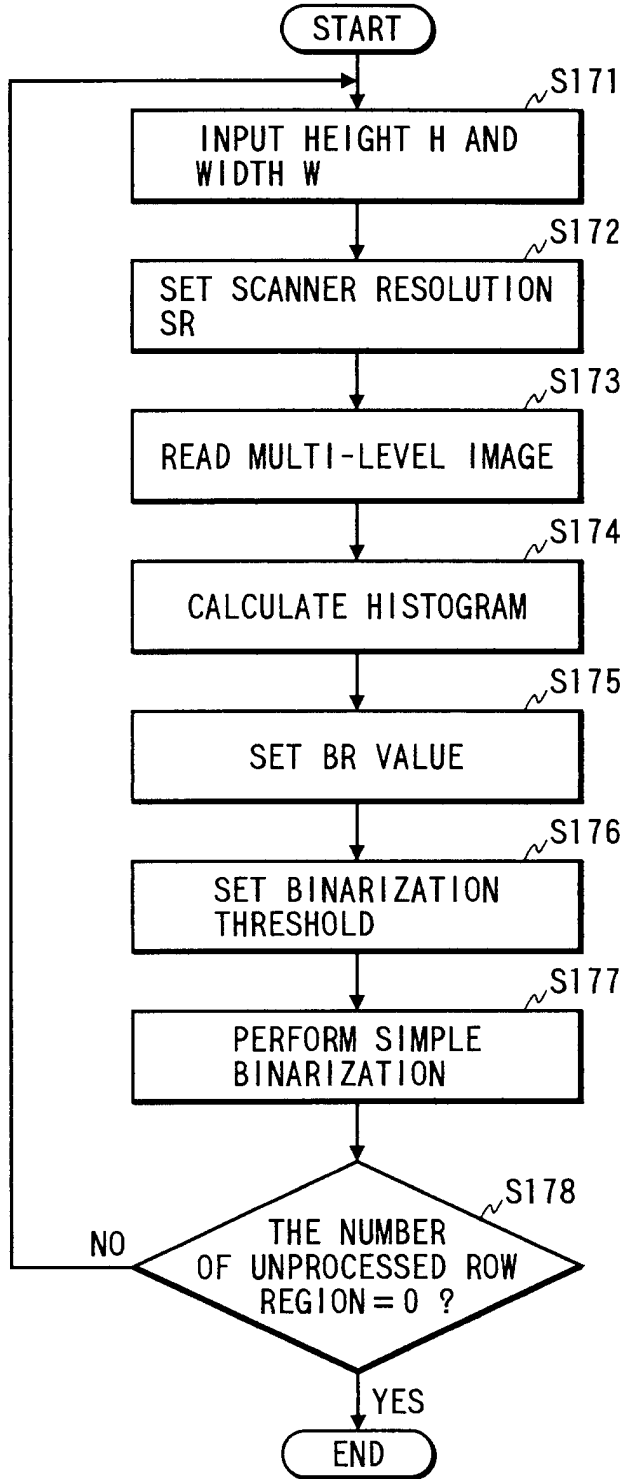 START
S171
INPUT HEIGHT H AND
WIDTH W
S172
SET SCANNER RESOLUTION
SR
S173
READ MULTI-LEVEL IMAGE
S174
CALCULATE HISTOGRAM
S175
SET BR VALUE
S176
SET BINARIZATION
THRESHOLD
S177
PERFORM SIMPLE
BINARIZATION
S178
THE NUMBER
OF UNPROCESSED ROW
REGION=0 ?
NO
YES
END